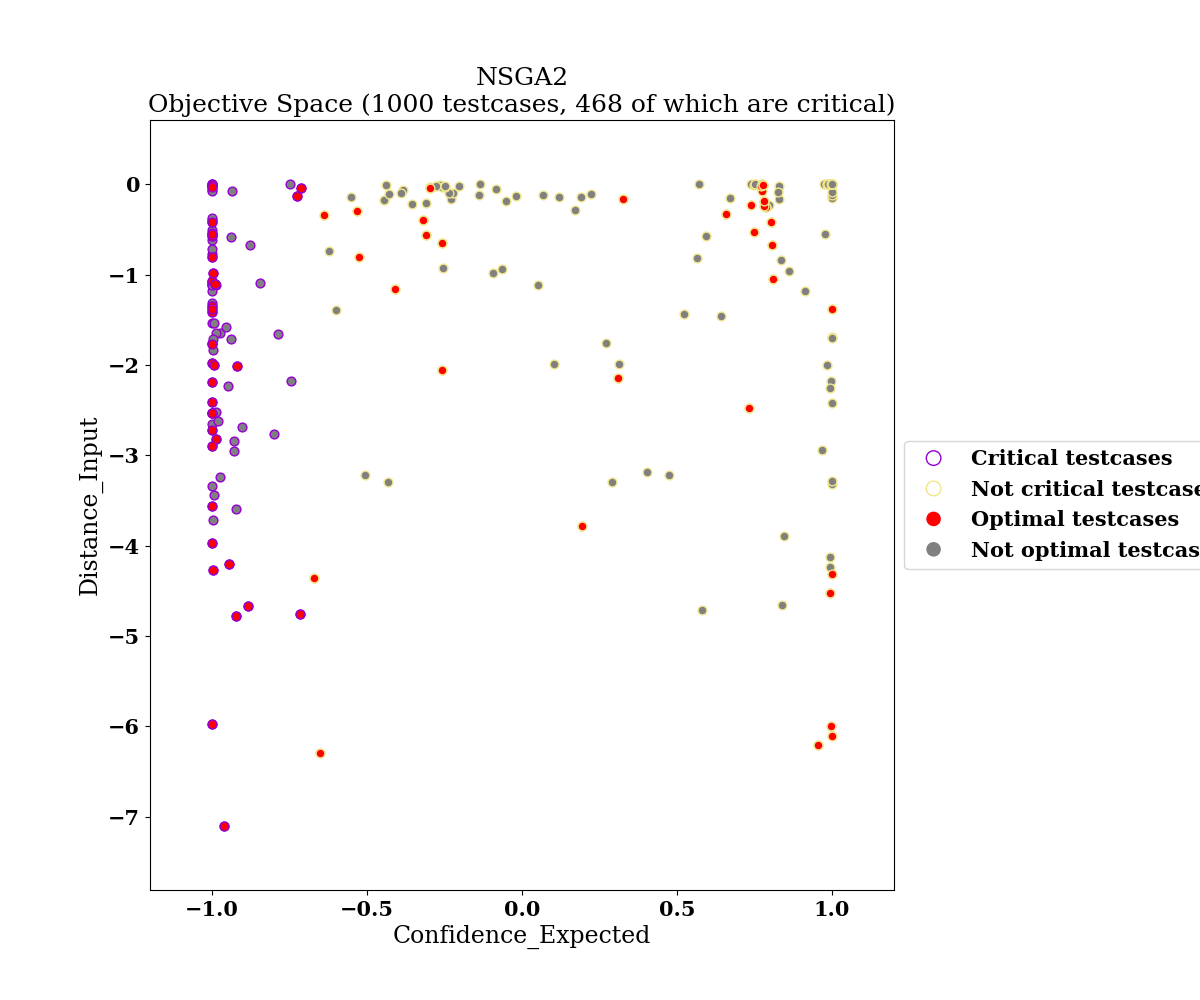 NSGA2
Objective Space (1000 testcases, 468 of which are critical)
0
−1
−2
−3
−4
−5
−6
−7
Distance_Input
−1.0
−0.5
0.0
0.5
1.0
Confidence_Expected
Critical testcases
Not critical testcase
Optimal testcases
Not optimal testcas